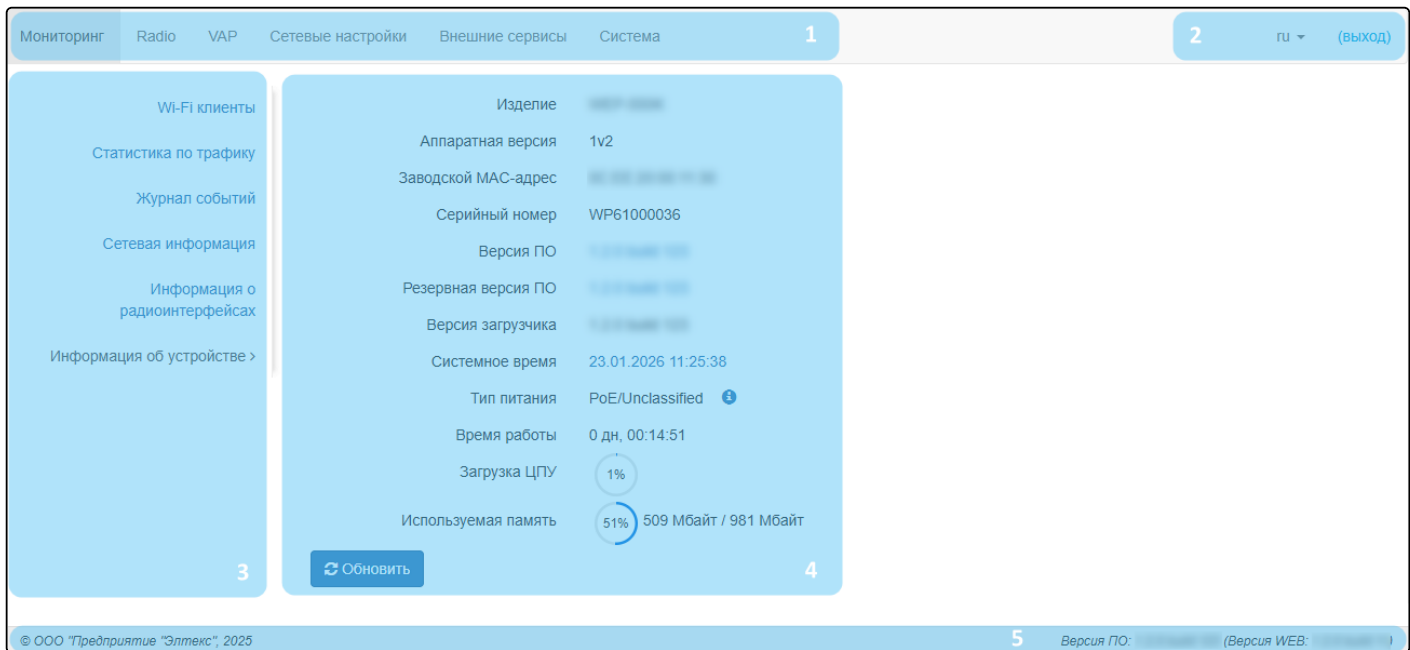 Мониторинг Radio VAP Сетевые настройки Внешние сервисы Система 1 2 ru (выход)
Wi-Fi клиенты
Статистика по трафику
Журнал событий
Сетевая информация
Информация о
радиоинтерфейсах
Информация об устройстве >
3
Изделие
Аппаратная версия 1v2
Заводской MAC-адрес
Серийный номер WP61000036
Версия ПО
Резервная версия ПО
Версия загрузчика
Системное время 23.01.2026 11:25:38
Тип питания PoE/Unclassified
Время работы 0 дн, 00:14:51
Загрузка ЦПУ 1%
Используемая память 51% 509 Мбайт / 981 Мбайт
Обновить 4
© ООО "Предприятие "Элтекс", 2025 5 Версия ПО: (Версия WEB: )